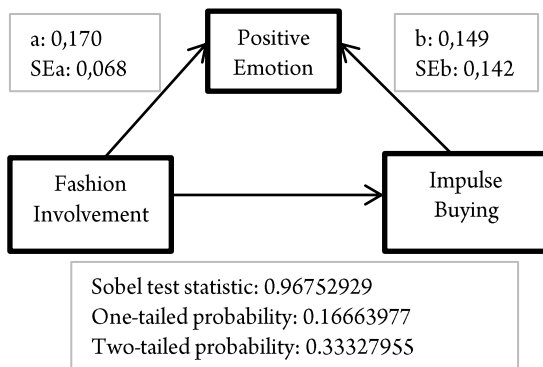 a: 0,170
SEa: 0,068
Positive
Emotion
b: 0,149
SEb: 0,142
Fashion
Involvement
Impulse
Buying
Sobel test statistic: 0.96752929
One-tailed probability: 0.16663977
Two-tailed probability: 0.33327955